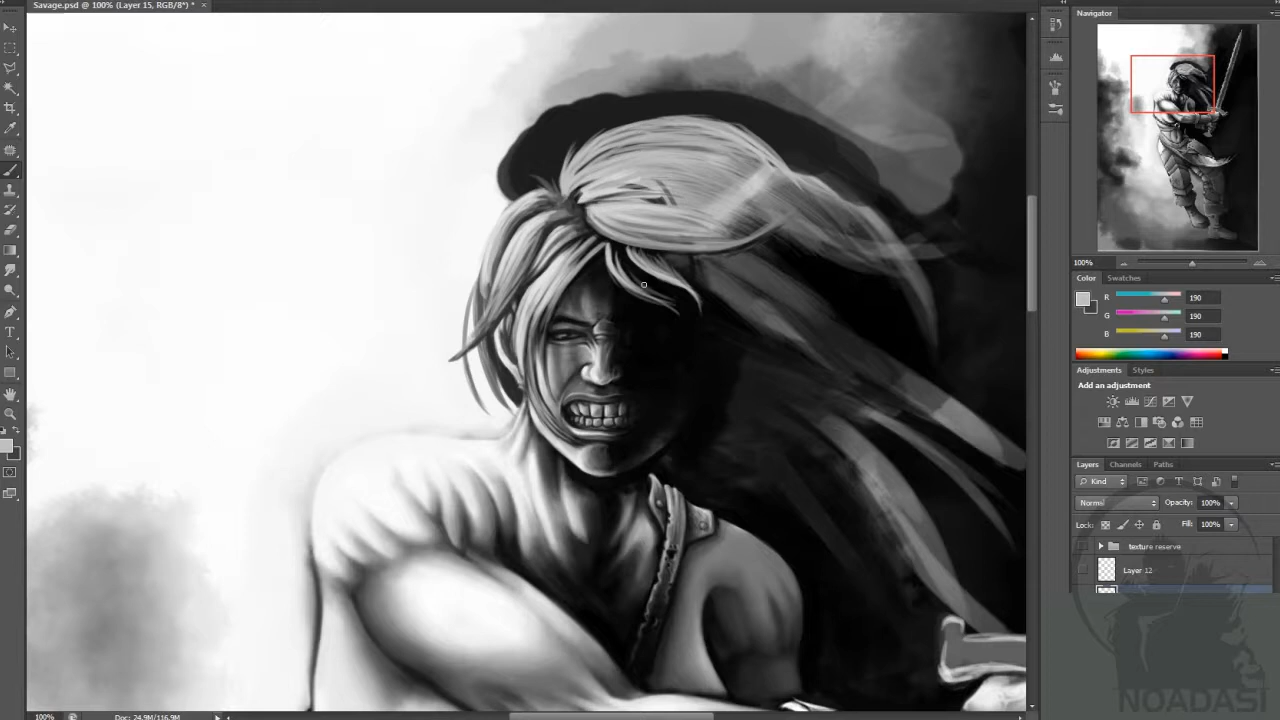 Savage.psd @ 100% (Layer 15, RGB/8*) *
Navigator
100%
Color Swatches
R 190
G 190
B 190
Adjustments Styles
Add an adjustment
Layers Channels Paths
Kind
Normal Opacity: 100%
Lock: Fill: 100%
texture reserve
Layer 12
NOADASI
100% Doc: 24.9M/116.9M